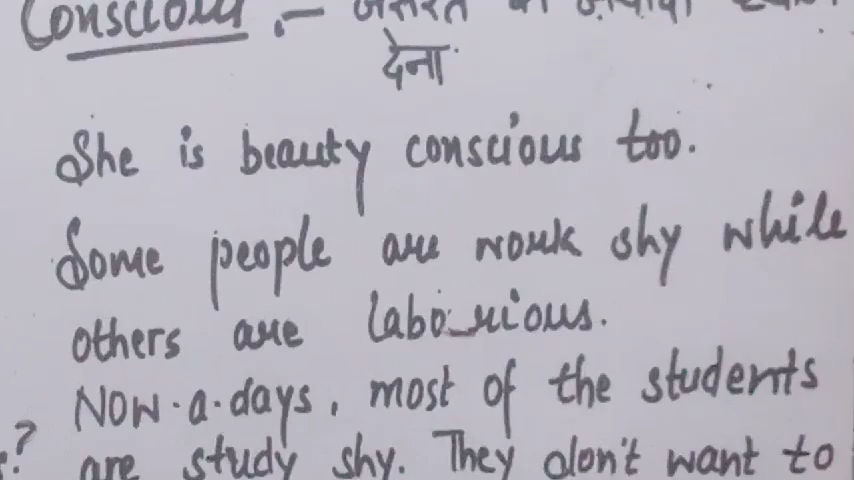 Conscious :-
देना
She is beauty conscious too.
Some people are work shy while
others are laborious.
Now.a.days, most of the students
are study shy. They don't want to